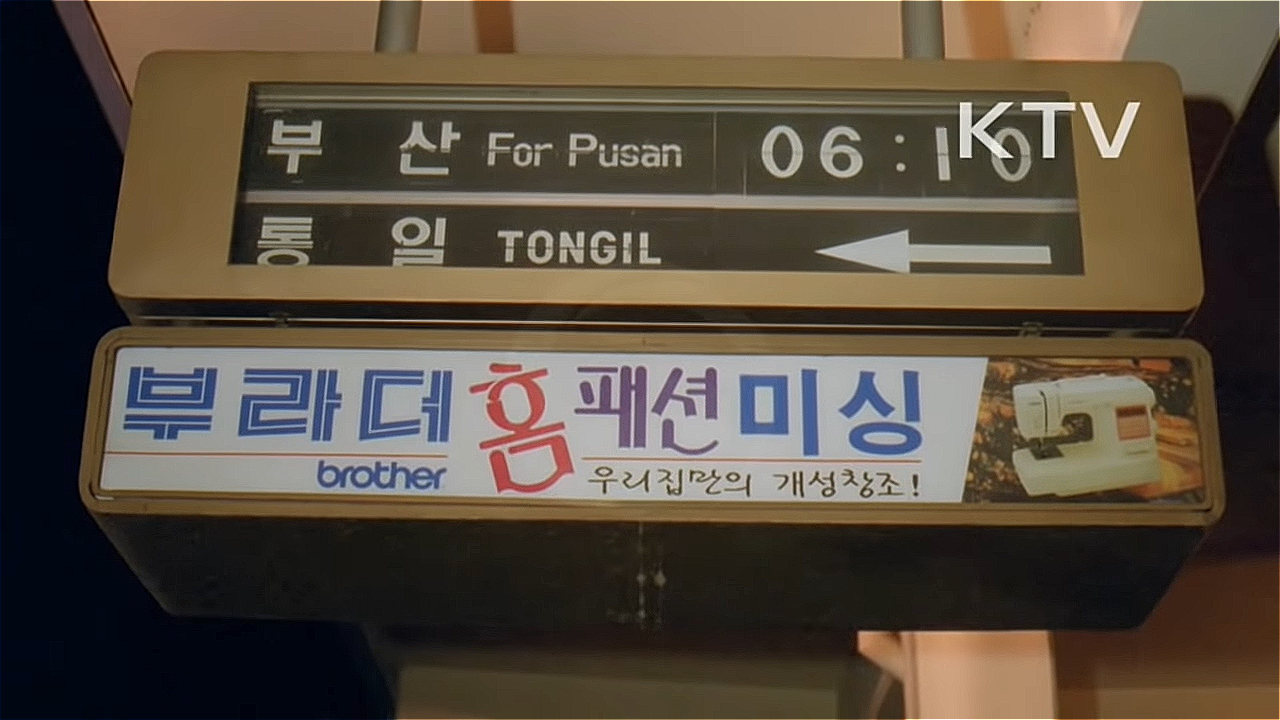 KTV
부 산 For Pusan 06:10
통 일 TONGIL
부라더 홈패션미싱
brother 우리집만의 개성창조!